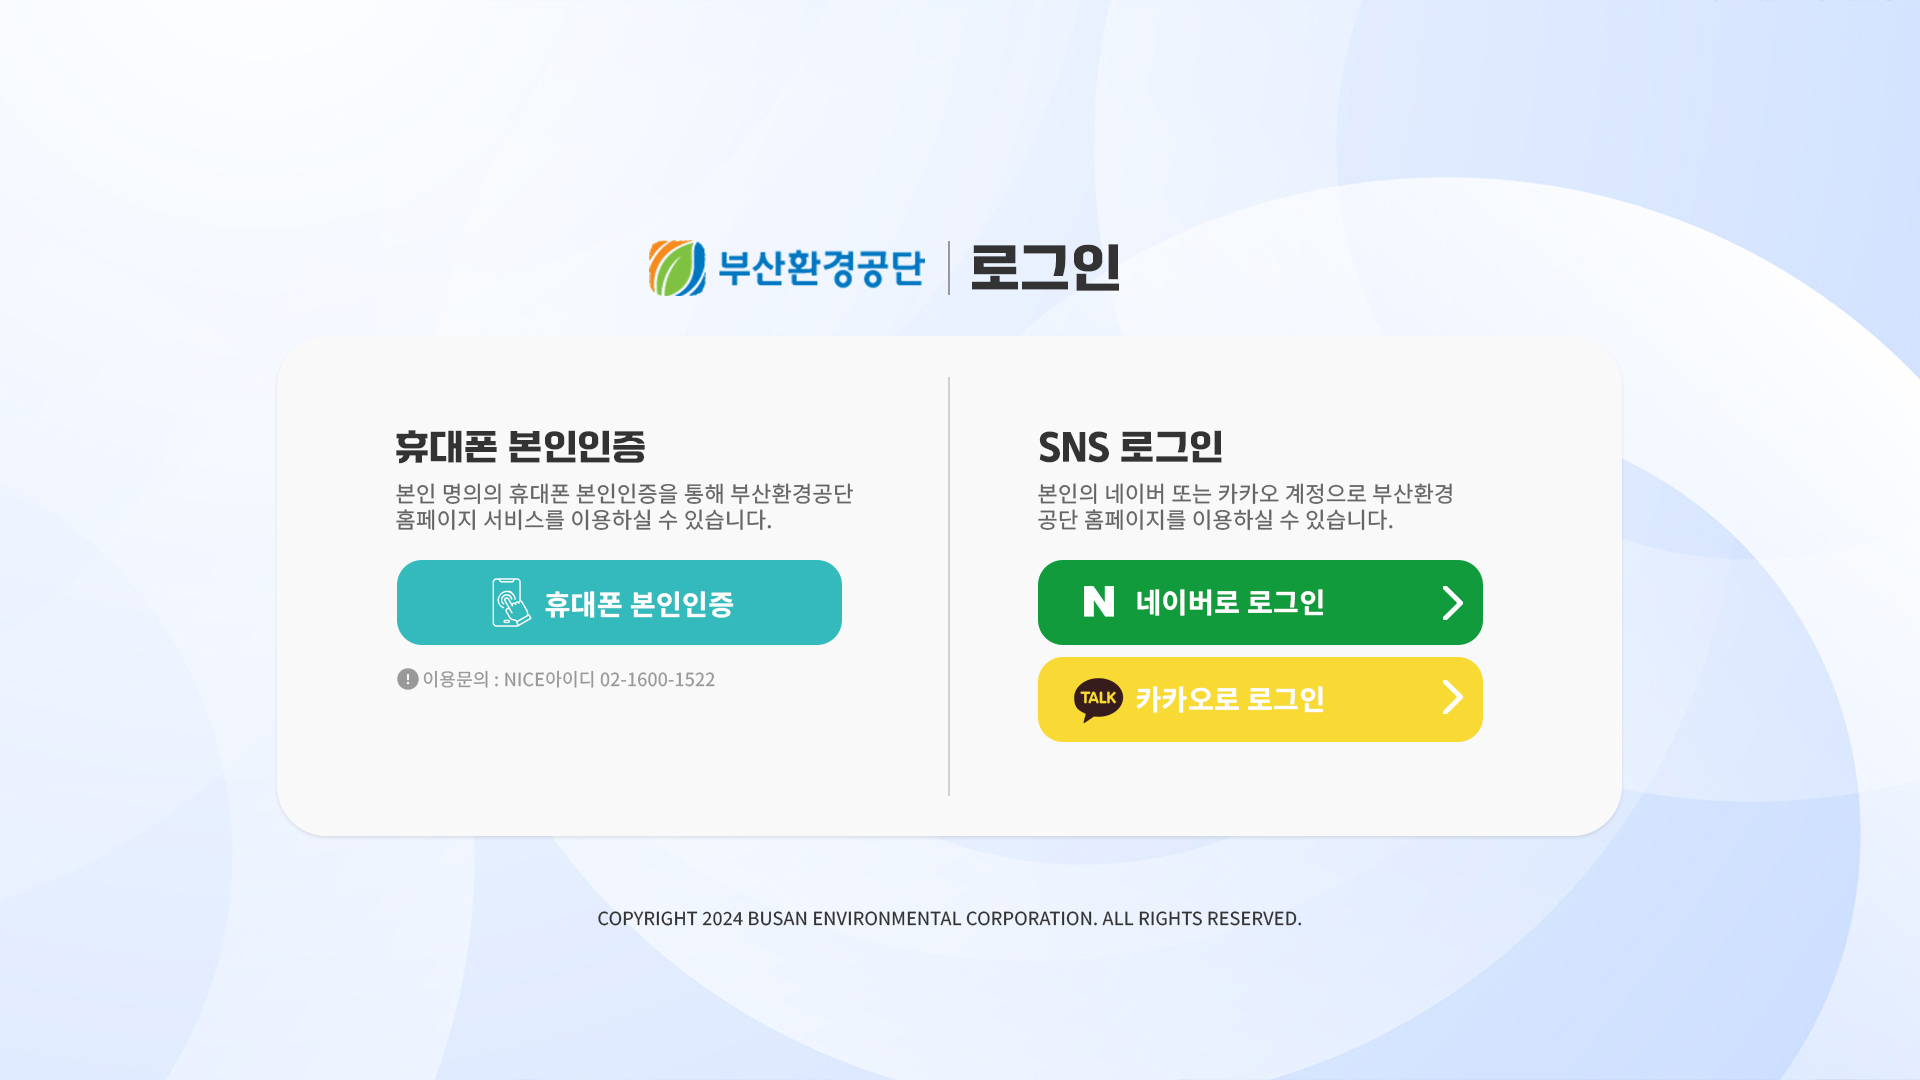 부산환경공단 로그인
휴대폰 본인인증
본인 명의의 휴대폰 본인인증을 통해 부산환경공단
홈페이지 서비스를 이용하실 수 있습니다.
휴대폰 본인인증
이용문의 : NICE아이디 02-1600-1522
SNS 로그인
본인의 네이버 또는 카카오 계정으로 부산환경
공단 홈페이지를 이용하실 수 있습니다.
N 네이버로 로그인
TALK 카카오로 로그인
COPYRIGHT 2024 BUSAN ENVIRONMENTAL CORPORATION. ALL RIGHTS RESERVED.